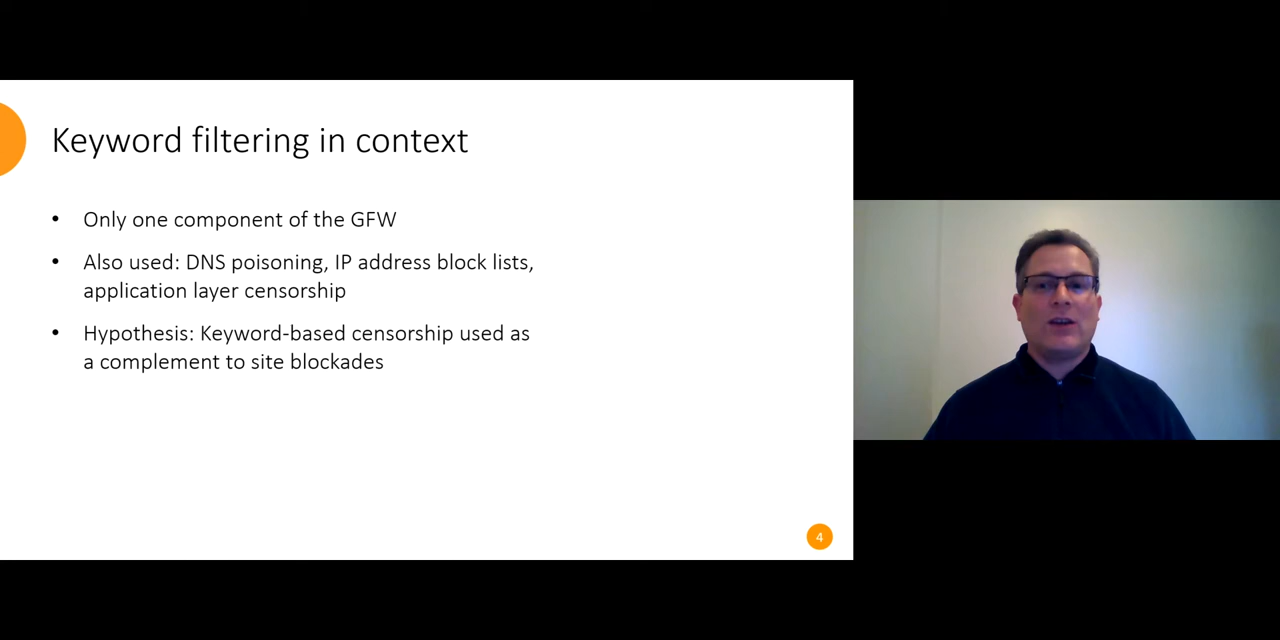 Keyword filtering in context
• Only one component of the GFW
• Also used: DNS poisoning, IP address block lists,
application layer censorship
• Hypothesis: Keyword-based censorship used as
a complement to site blockades
4